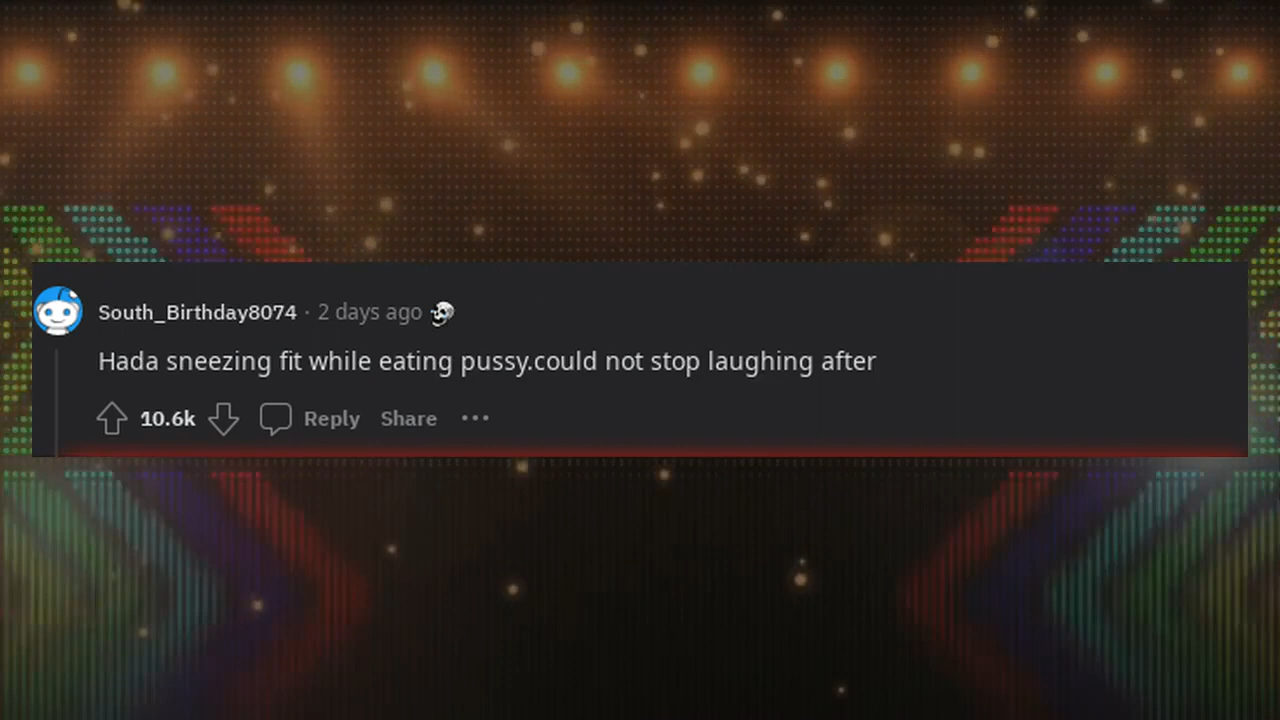 South_Birthday8074 · 2 days ago
Hada sneezing fit while eating pussy.could not stop laughing after
10.6k Reply Share ···